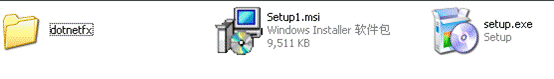 dotnetfx
Setup1.msi
Windows Installer 软件包
9,511 KB
setup.exe
Setup